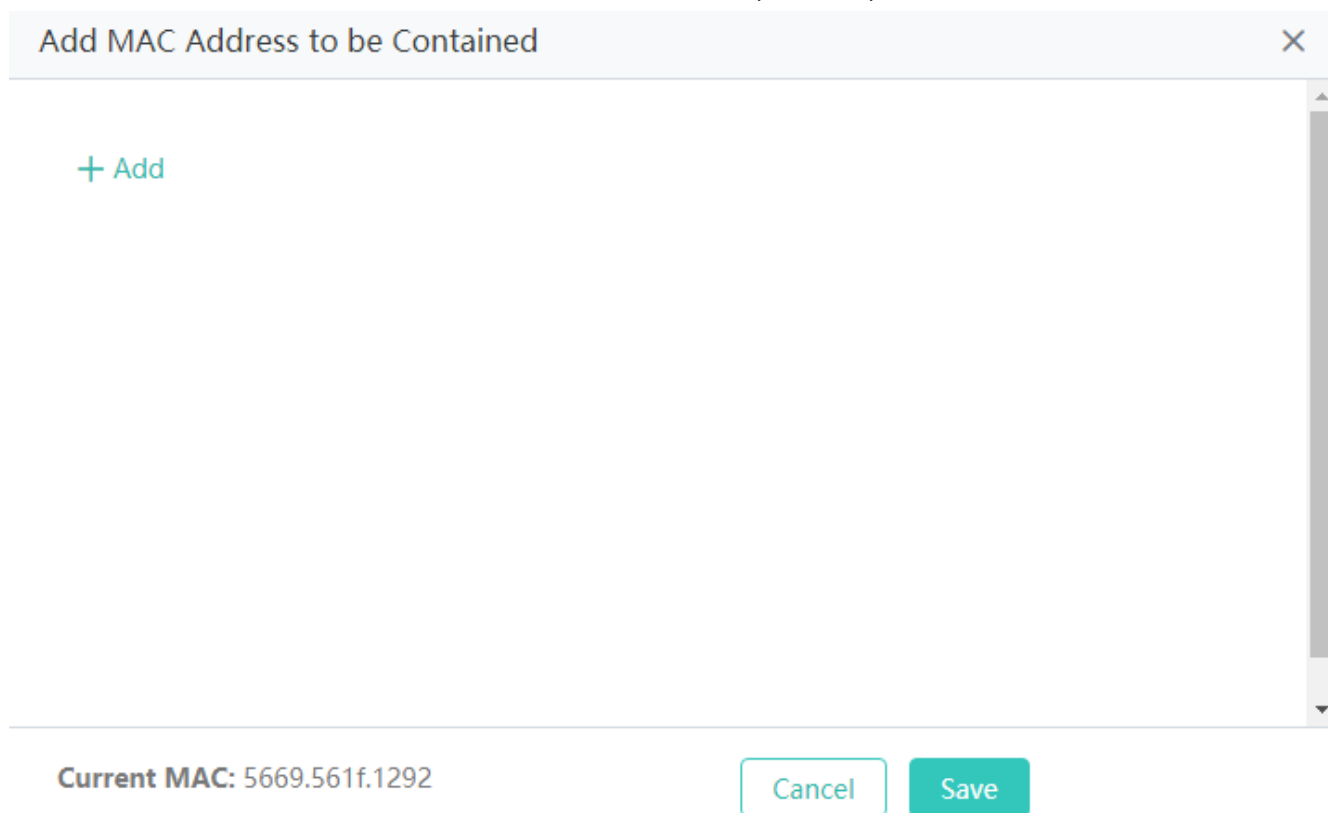 Add MAC Address to be Contained
+ Add
Current MAC: 5669.561f.1292
Cancel
Save